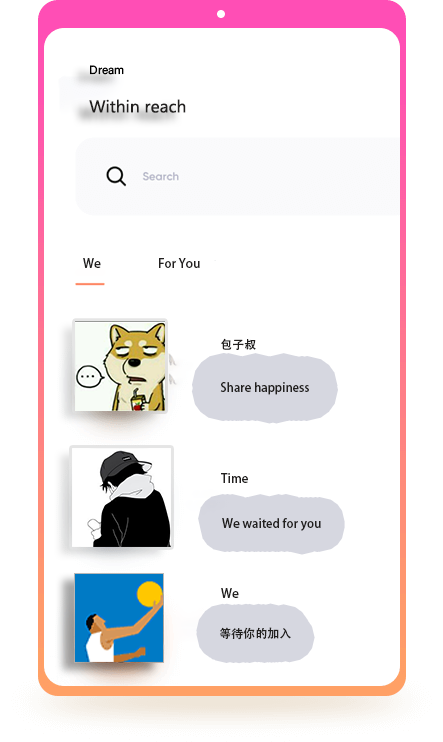 Dream
Within reach
Search
We
For You
包子叔
Share happiness
Time
We waited for you
We
等待你的加入